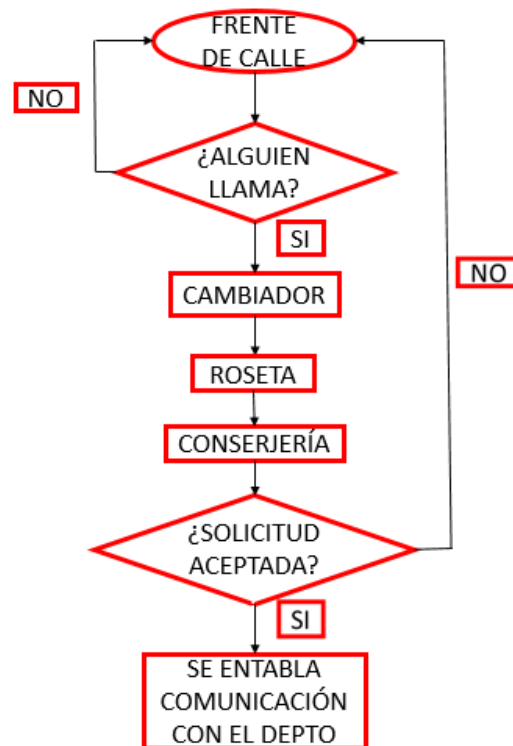 FRENTE
DE CALLE
NO
¿ALGUIEN
LLAMA?
SI
NO
CAMBIADOR
ROSETA
CONSERJERÍA
¿SOLICITUD
ACEPTADA?
SI
SE ENTABLA
COMUNICACIÓN
CON EL DEPTO